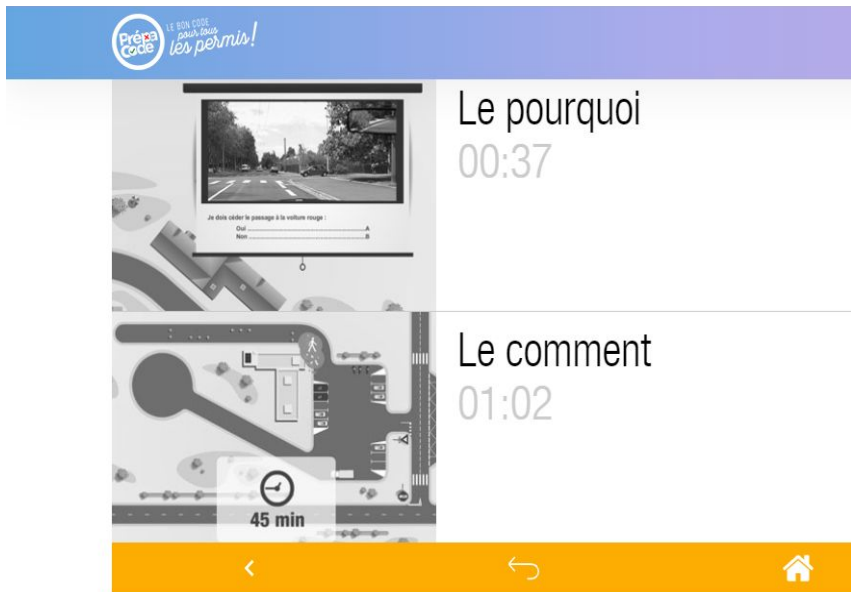 Prépa
Code
LE BON CODE
pour tous
les permis!
Le pourquoi
00:37
Je dois céder le passage à la voiture rouge :
Oui ........................................A
Non ........................................B
Le comment
01:02
45 min